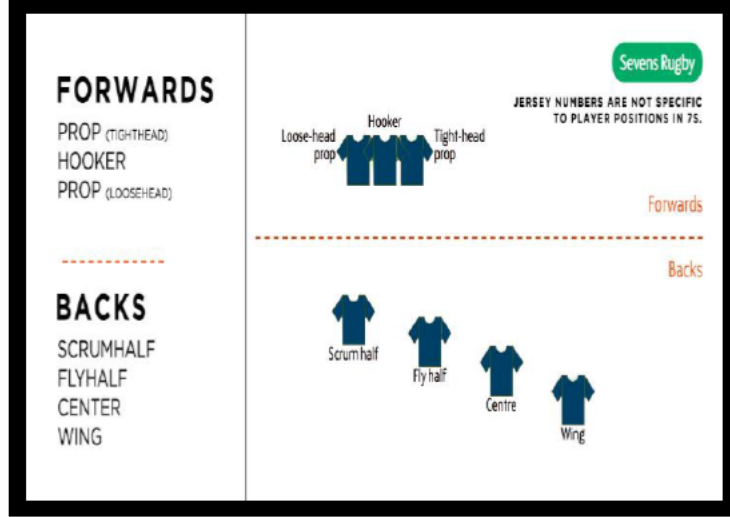 FORWARDS
PROP (TIGHTHEAD)
HOOKER
PROP (LOOSEHEAD)
BACKS
SCRUMHALF
FLYHALF
CENTER
WING
Sevens Rugby
JERSEY NUMBERS ARE NOT SPECIFIC
TO PLAYER POSITIONS IN 7S.
Hooker
Loose-head
prop
Tight-head
prop
Forwards
Backs
Scrum half
Fly half
Centre
Wing